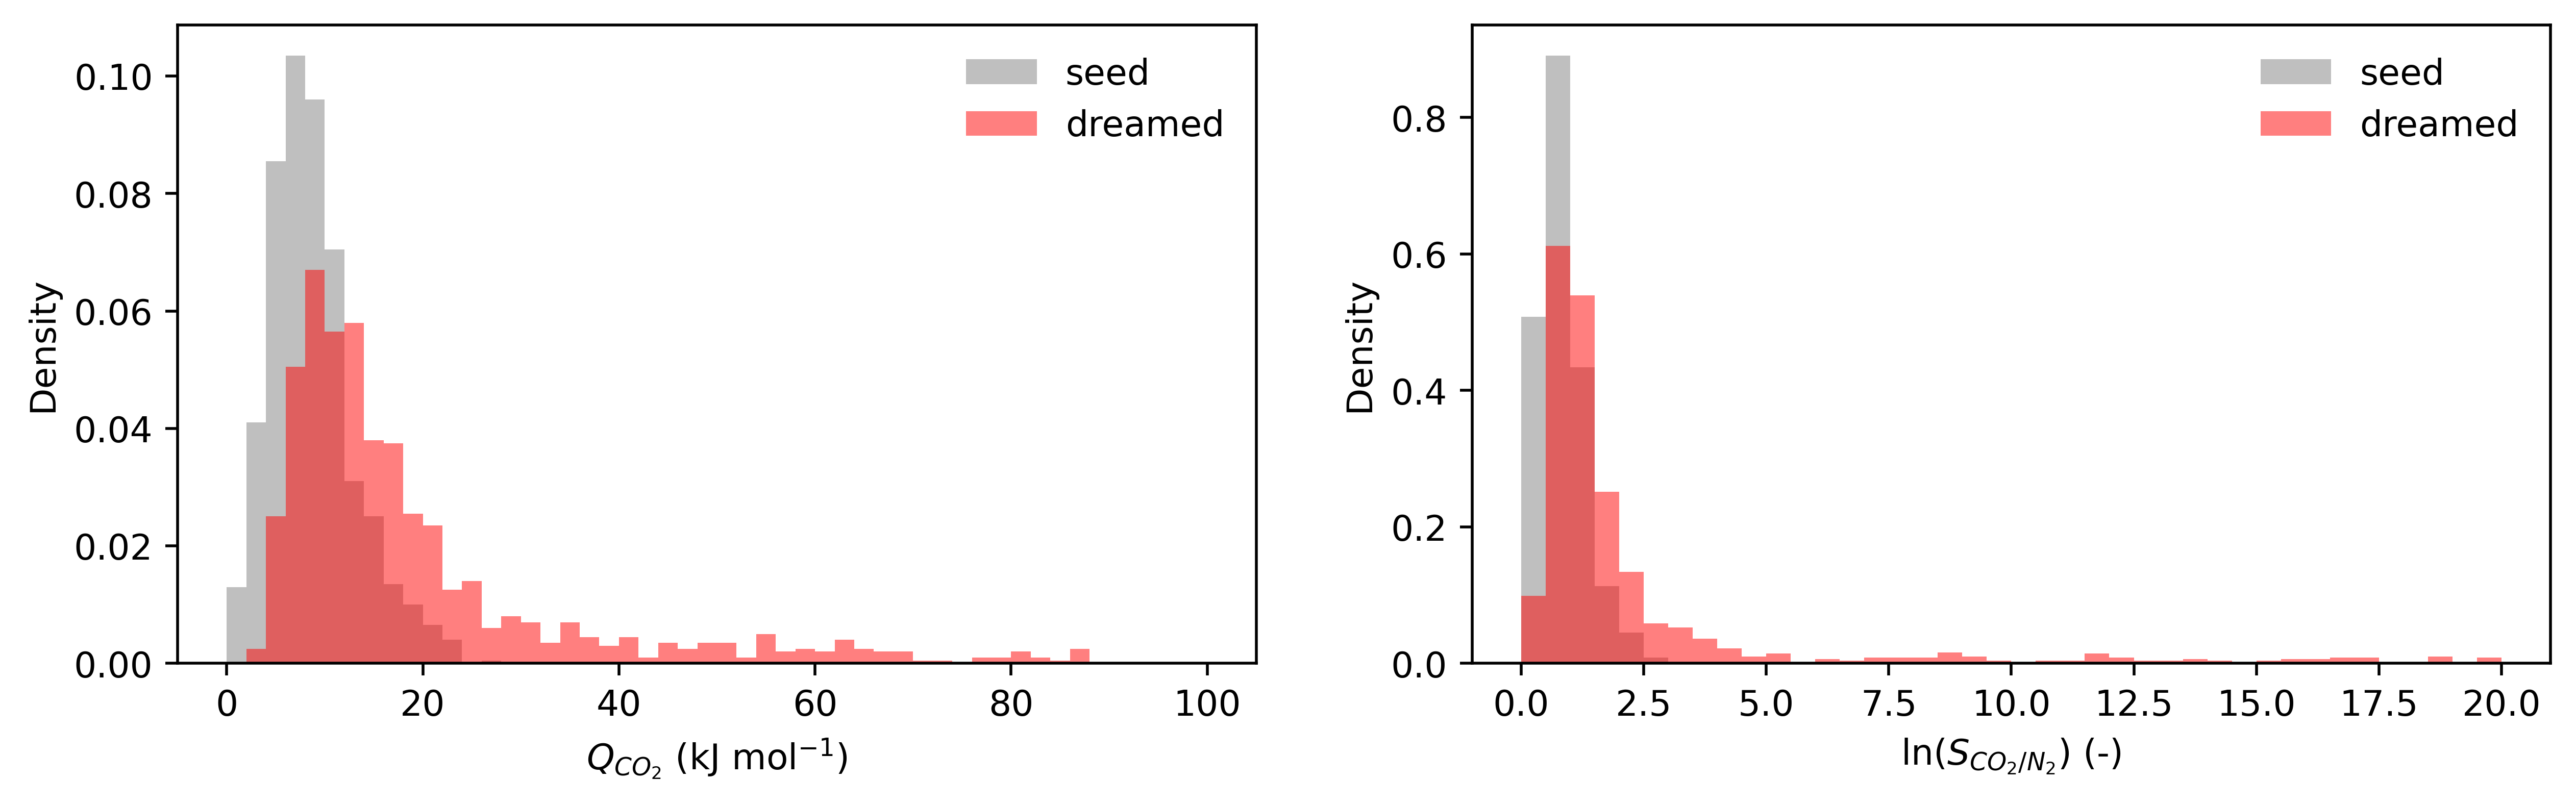 seed
dreamed
Density
0.10
0.08
0.06
0.04
0.02
0.00
0 20 40 60 80 100
Q_{CO_2} (kJ mol^{-1})
seed
dreamed
Density
0.8
0.6
0.4
0.2
0.0
0.0 2.5 5.0 7.5 10.0 12.5 15.0 17.5 20.0
ln(S_{CO_2/N_2}) (-)